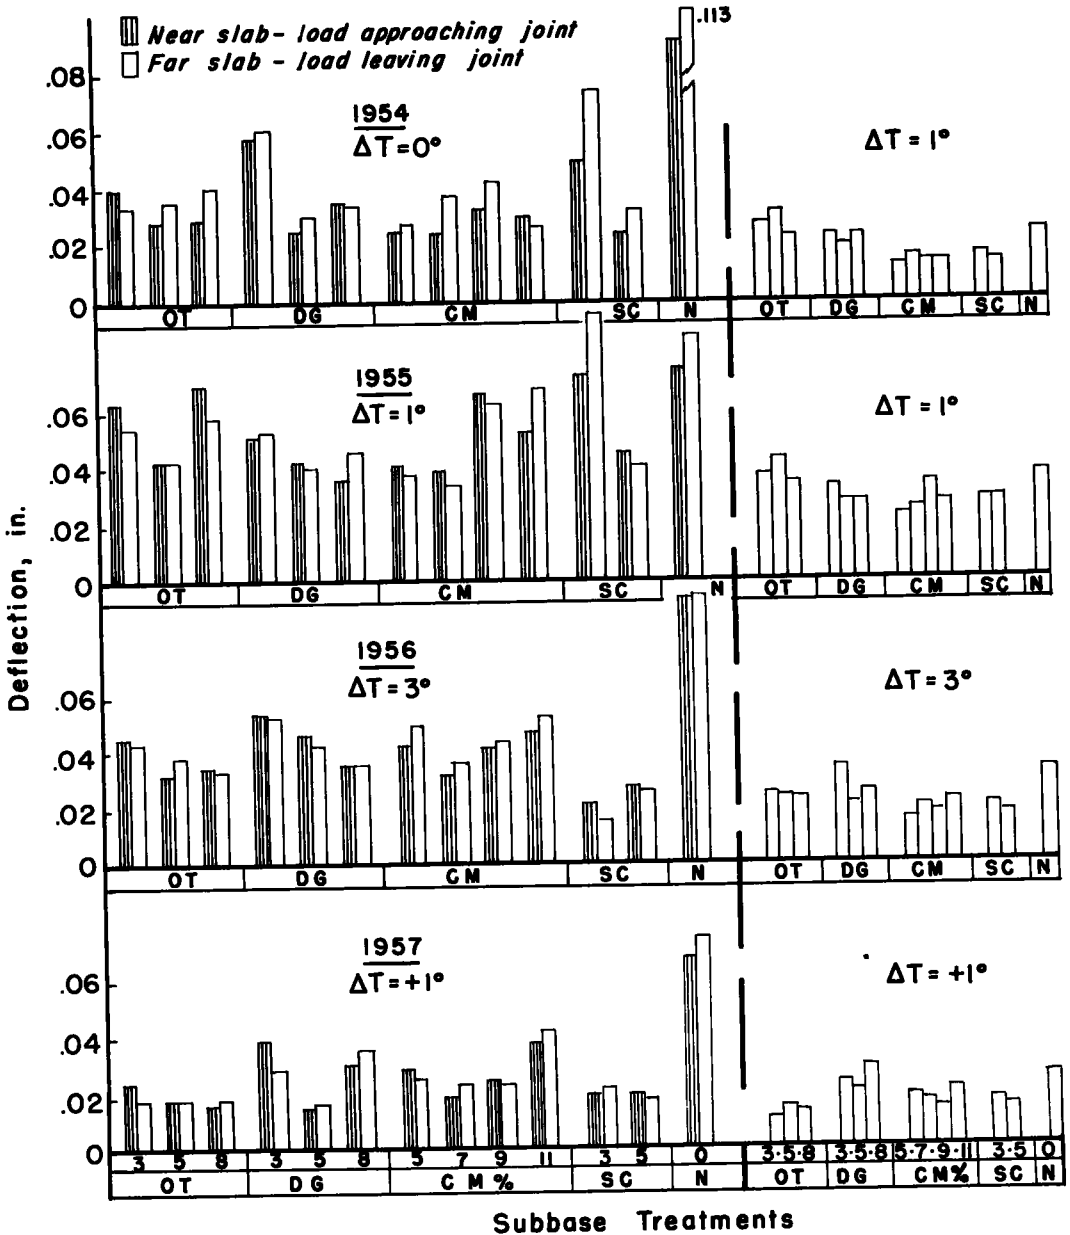 Near slab - load approaching joint
Far slab - load leaving joint
.113
1954
ΔT=0°
ΔT=1°
.08
.06
.04
.02
0
OT DG CM SC N OT DG CM SC N
1955
ΔT=1°
ΔT=1°
.06
.04
.02
0
OT DG CM SC N OT DG CM SC N
1956
ΔT=3°
ΔT=3°
.06
.04
.02
0
OT DG CM SC N OT DG CM SC N
1957
ΔT=+1°
ΔT=+1°
.06
.04
.02
0
3 5 8 3 5 8 5 7 9 11 3 5 0 3·5·8 3·5·8 5·7·9·11 3·5 0
OT DG CM% SC N OT DG CM% SC N
Deflection, in.
Subbase Treatments